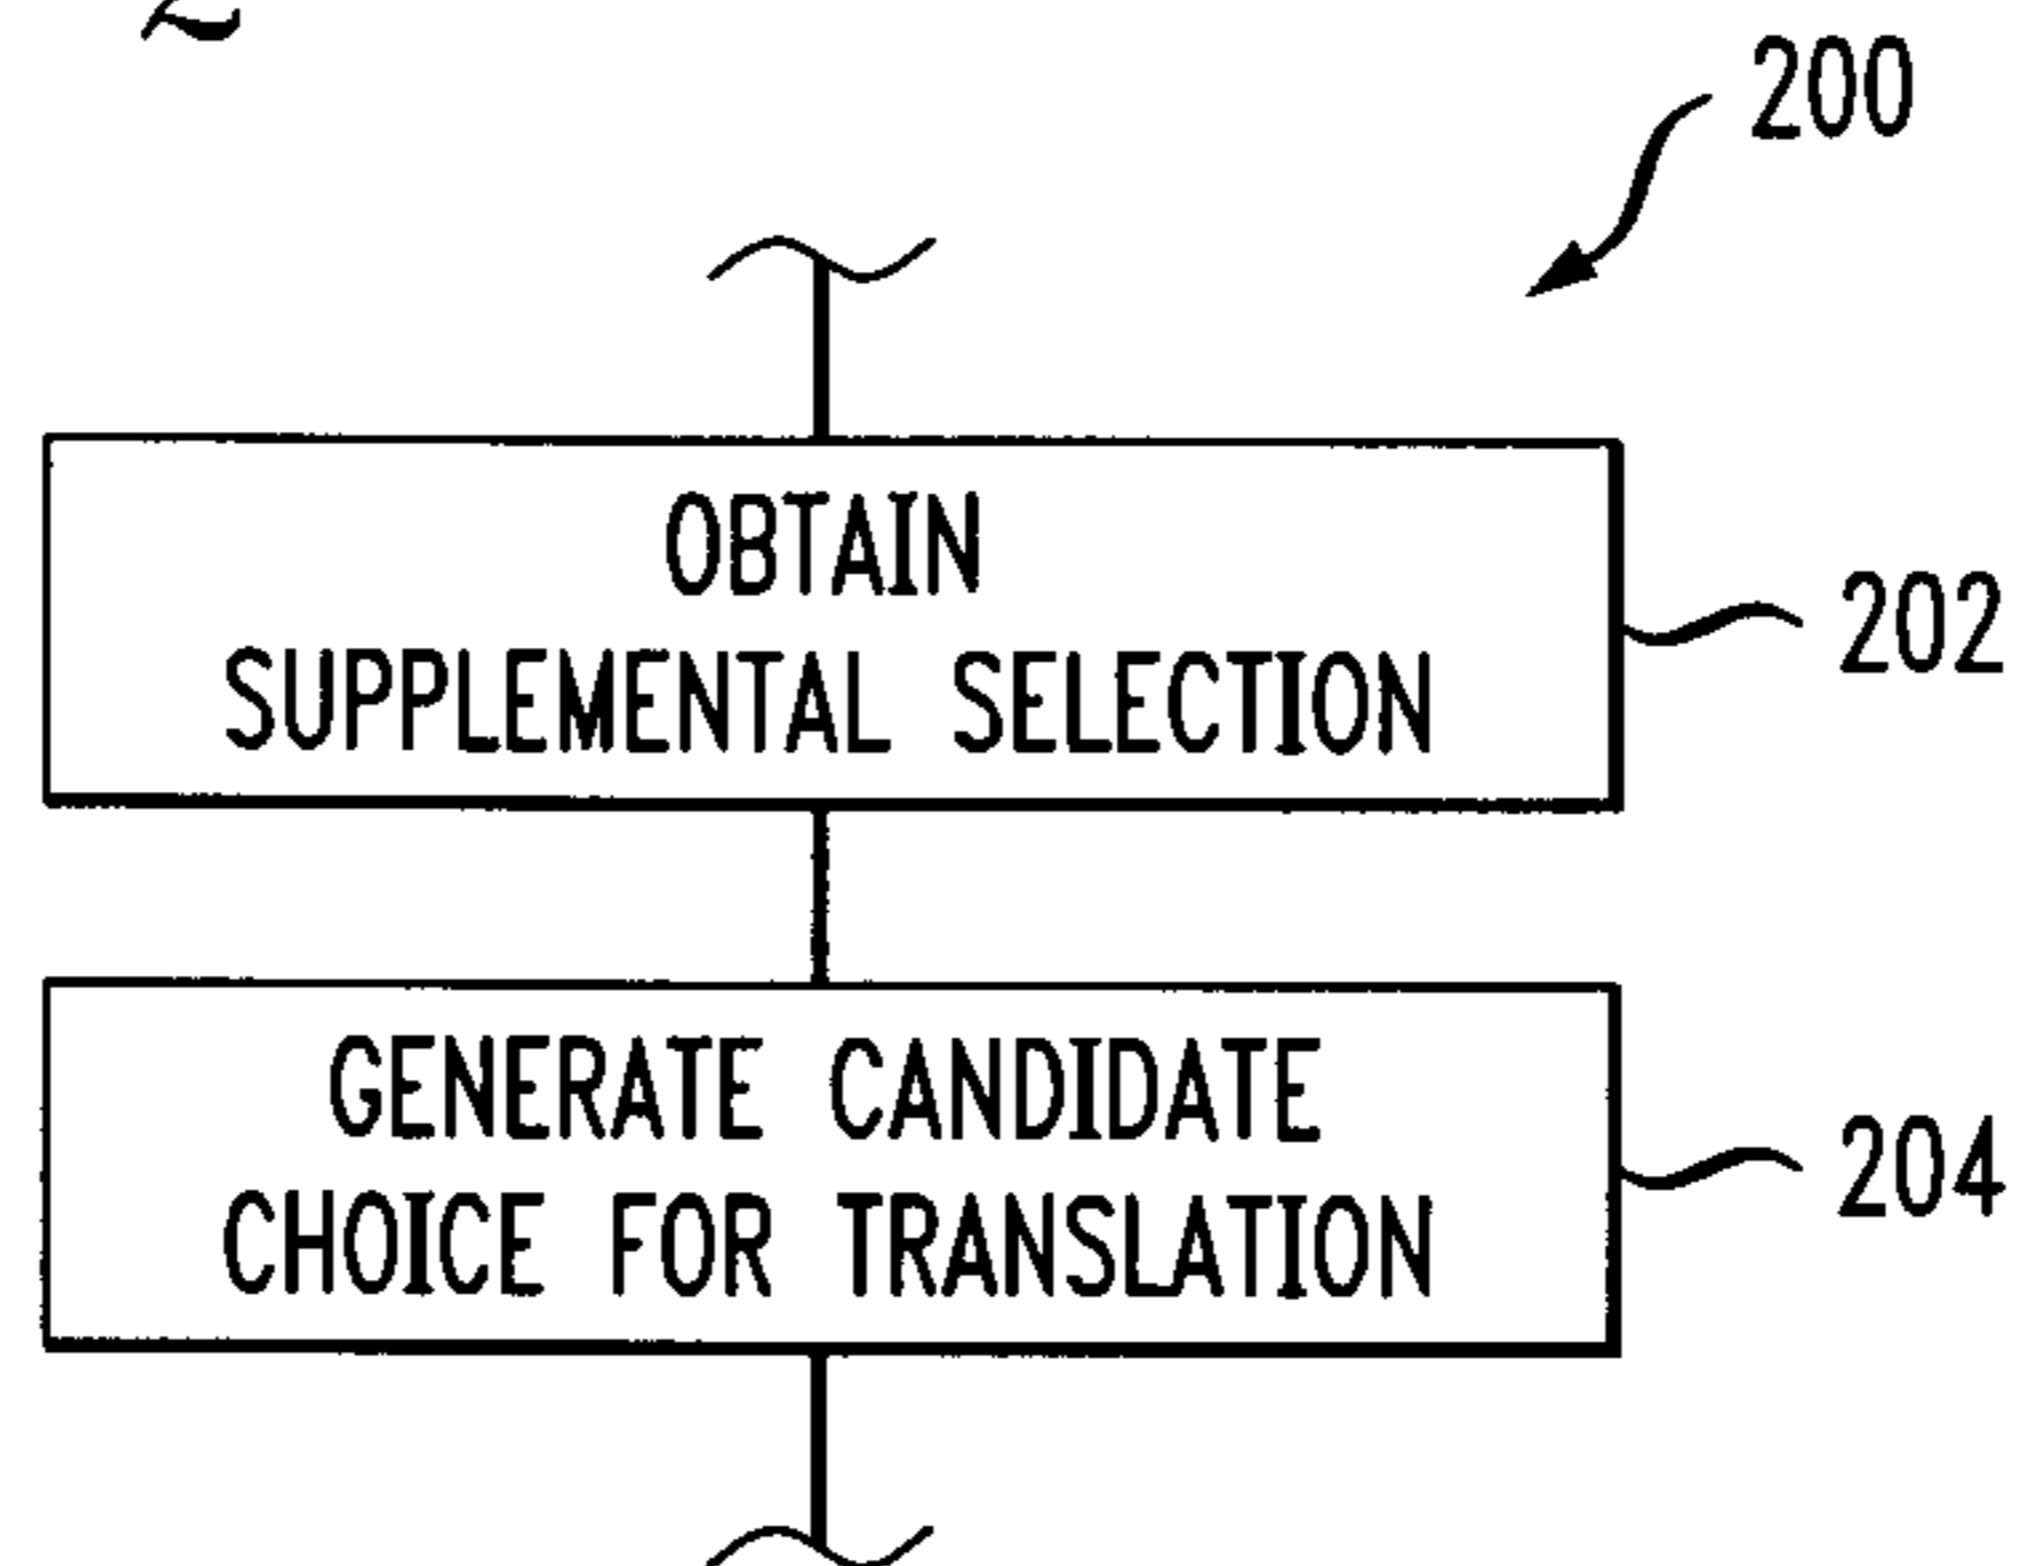 200
OBTAIN
SUPPLEMENTAL SELECTION
202
GENERATE CANDIDATE
CHOICE FOR TRANSLATION
204